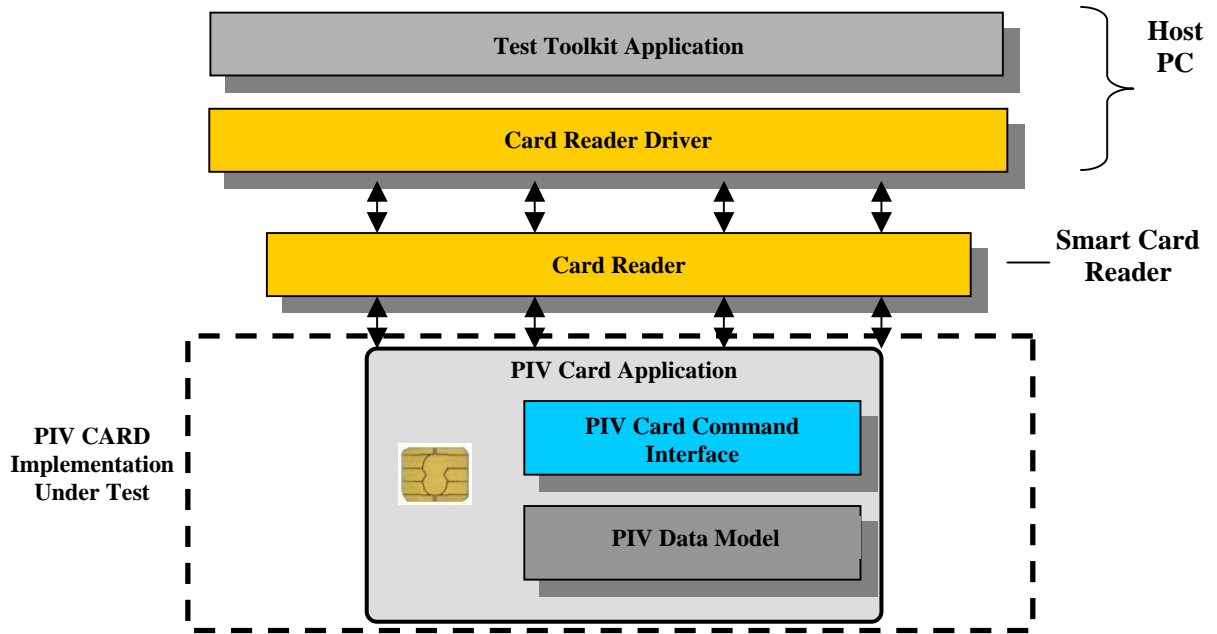 Test Toolkit Application
Host
PC
Card Reader Driver
Smart Card
Reader
Card Reader
PIV Card Application
PIV Card Command
Interface
PIV CARD
Implementation
Under Test
PIV Data Model